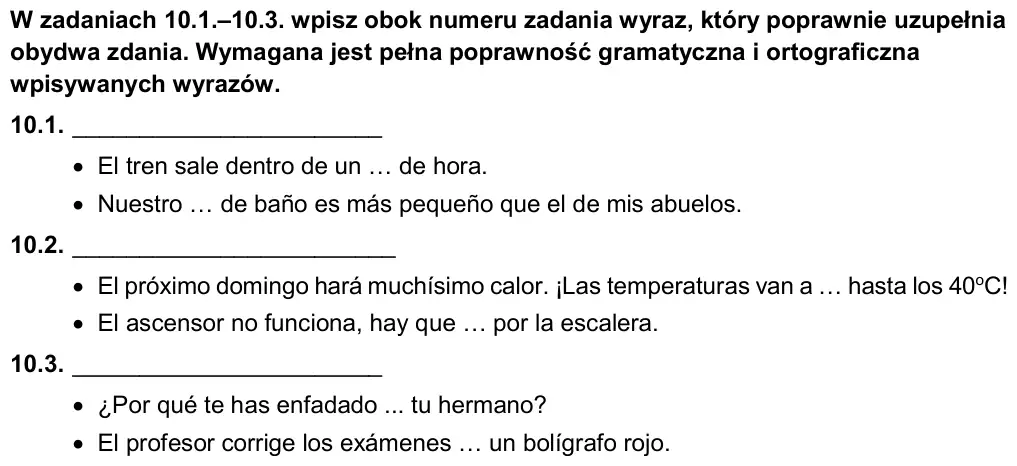 W zadaniach 10.1.–10.3. wpisz obok numeru zadania wyraz, który poprawnie uzupełnia
obydwa zdania. Wymagana jest pełna poprawność gramatyczna i ortograficzna
wpisywanych wyrazów.
10.1. _______________________
• El tren sale dentro de un … de hora.
• Nuestro … de baño es más pequeño que el de mis abuelos.
10.2. ________________________
• El próximo domingo hará muchísimo calor. ¡Las temperaturas van a … hasta los 40ºC!
• El ascensor no funciona, hay que … por la escalera.
10.3. _______________________
• ¿Por qué te has enfadado ... tu hermano?
• El profesor corrige los exámenes … un bolígrafo rojo.